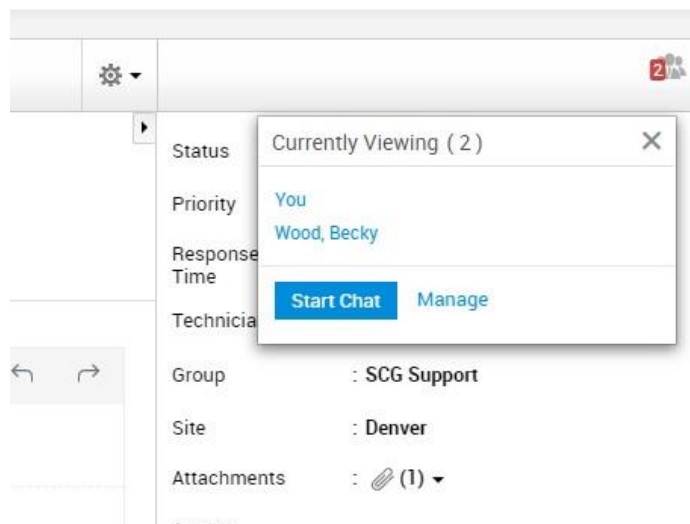 2
Currently Viewing ( 2 )
You
Wood, Becky
Start Chat Manage
Status
Priority
Response
Time
Group : SCG Support
Site : Denver
Attachments : (1)